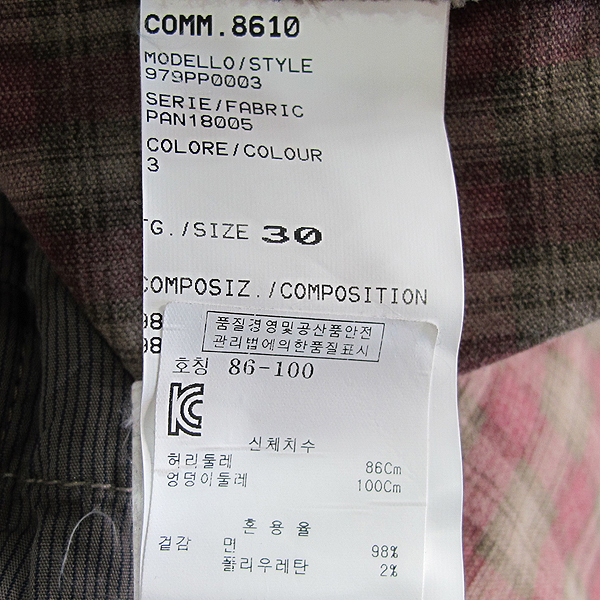 COMM.8610
MODELLO/STYLE
979PP0003
SERIE/FABRIC
PAN18005
COLORE/COLOUR
3
TG./SIZE 30
COMPOSIZ./COMPOSITION
98
98
품질경영및공산품안전
관리법에의한품질표시
호칭 86-100
신체치수
허리둘레 86Cm
엉덩이둘레 100Cm
혼용율
겉감 면 98%
폴리우레탄 2%